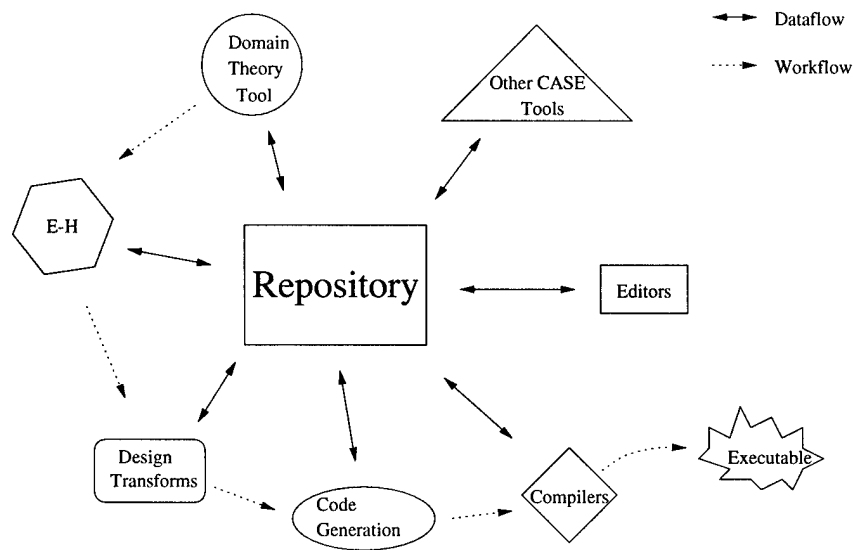 Dataflow
Workflow
Domain
Theory
Tool
Other CASE
Tools
E-H
Repository
Editors
Design
Transforms
Code
Generation
Compilers
Executable